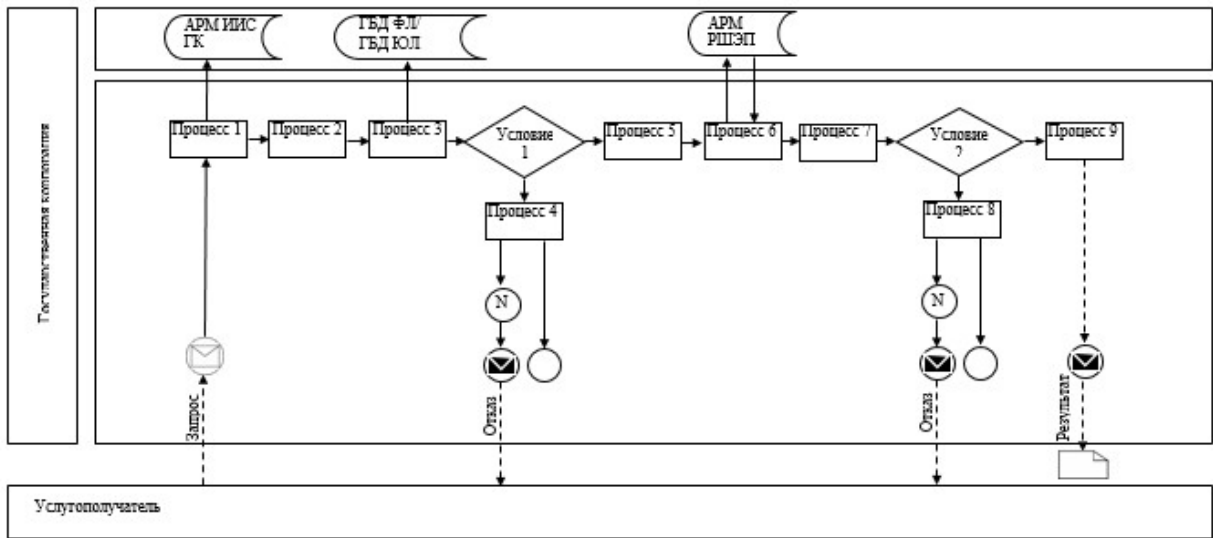 АРМ ИИС
ГК
ГБД ФЛ/
ГБД ЮЛ
АРМ
РШЭП
Государственная корпорация
Процесс 1
Процесс 2
Процесс 3
Условие
1
Процесс 5
Процесс 6
Процесс 7
Условие
2
Процесс 9
Процесс 4
Процесс 8
N
N
Запрос
Отказ
Отказ
Результат
Услугополучатель